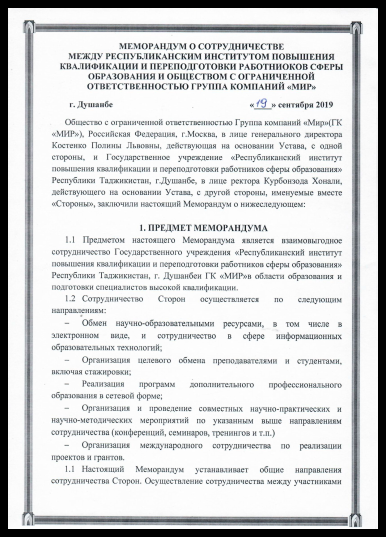 МЕМОРАНДУМ О СОТРУДНИЧЕСТВЕ
МЕЖДУ РЕСПУБЛИКАНСКИМ ИНСТИТУТОМ ПОВЫШЕНИЯ
КВАЛИФИКАЦИИ И ПЕРЕПОДГОТОВКИ РАБОТНИОКОВ СФЕРЫ
ОБРАЗОВАНИЯ И ОБЩЕСТВОМ С ОГРАНИЧЕННОЙ
ОТВЕТСТВЕННОСТЬЮ ГРУППА КОМПАНИЙ «МИР»
г. Душанбе «19» сентября 2019
Общество с ограниченной ответственностью Группа компаний «Мир»(ГК
«МИР»), Российская Федерация, г.Москва, в лице генерального директора
Костенко Полины Львовны, действующая на основании Устава, с одной
стороны, и Государственное учреждение «Республиканский институт
повышения квалификации и переподготовки работников сферы образования»
Республики Таджикистан, г.Душанбе, в лице ректора Курбонзода Хонали,
действующего на основании Устава, с другой стороны, именуемые вместе
«Стороны», заключили настоящий Меморандум о нижеследующем:
1. ПРЕДМЕТ МЕМОРАНДУМА
1.1 Предметом настоящего Меморандума является взаимовыгодное
сотрудничество Государственного учреждения «Республиканский институт
повышения квалификации и переподготовки работников сферы образования»
Республики Таджикистан, г. Душанбеи ГК «МИР»в области образования и
подготовки специалистов высокой квалификации.
1.2 Сотрудничество Сторон осуществляется по следующим
направлениям:
– Обмен научно-образовательными ресурсами, в том числе в
электронном виде, и сотрудничество в сфере информационных
образовательных технологий;
– Организация целевого обмена преподавателями и студентами,
включая стажировки;
– Реализация программ дополнительного профессионального
образования в сетевой форме;
– Организация и проведение совместных научно-практических и
научно-методических мероприятий по указанным выше направлениям
сотрудничества (конференций, семинаров, тренингов и т.п.)
– Организация международного сотрудничества по реализации
проектов и грантов.
1.1 Настоящий Меморандум устанавливает общие направления
сотрудничества Сторон. Осуществление сотрудничества между участниками